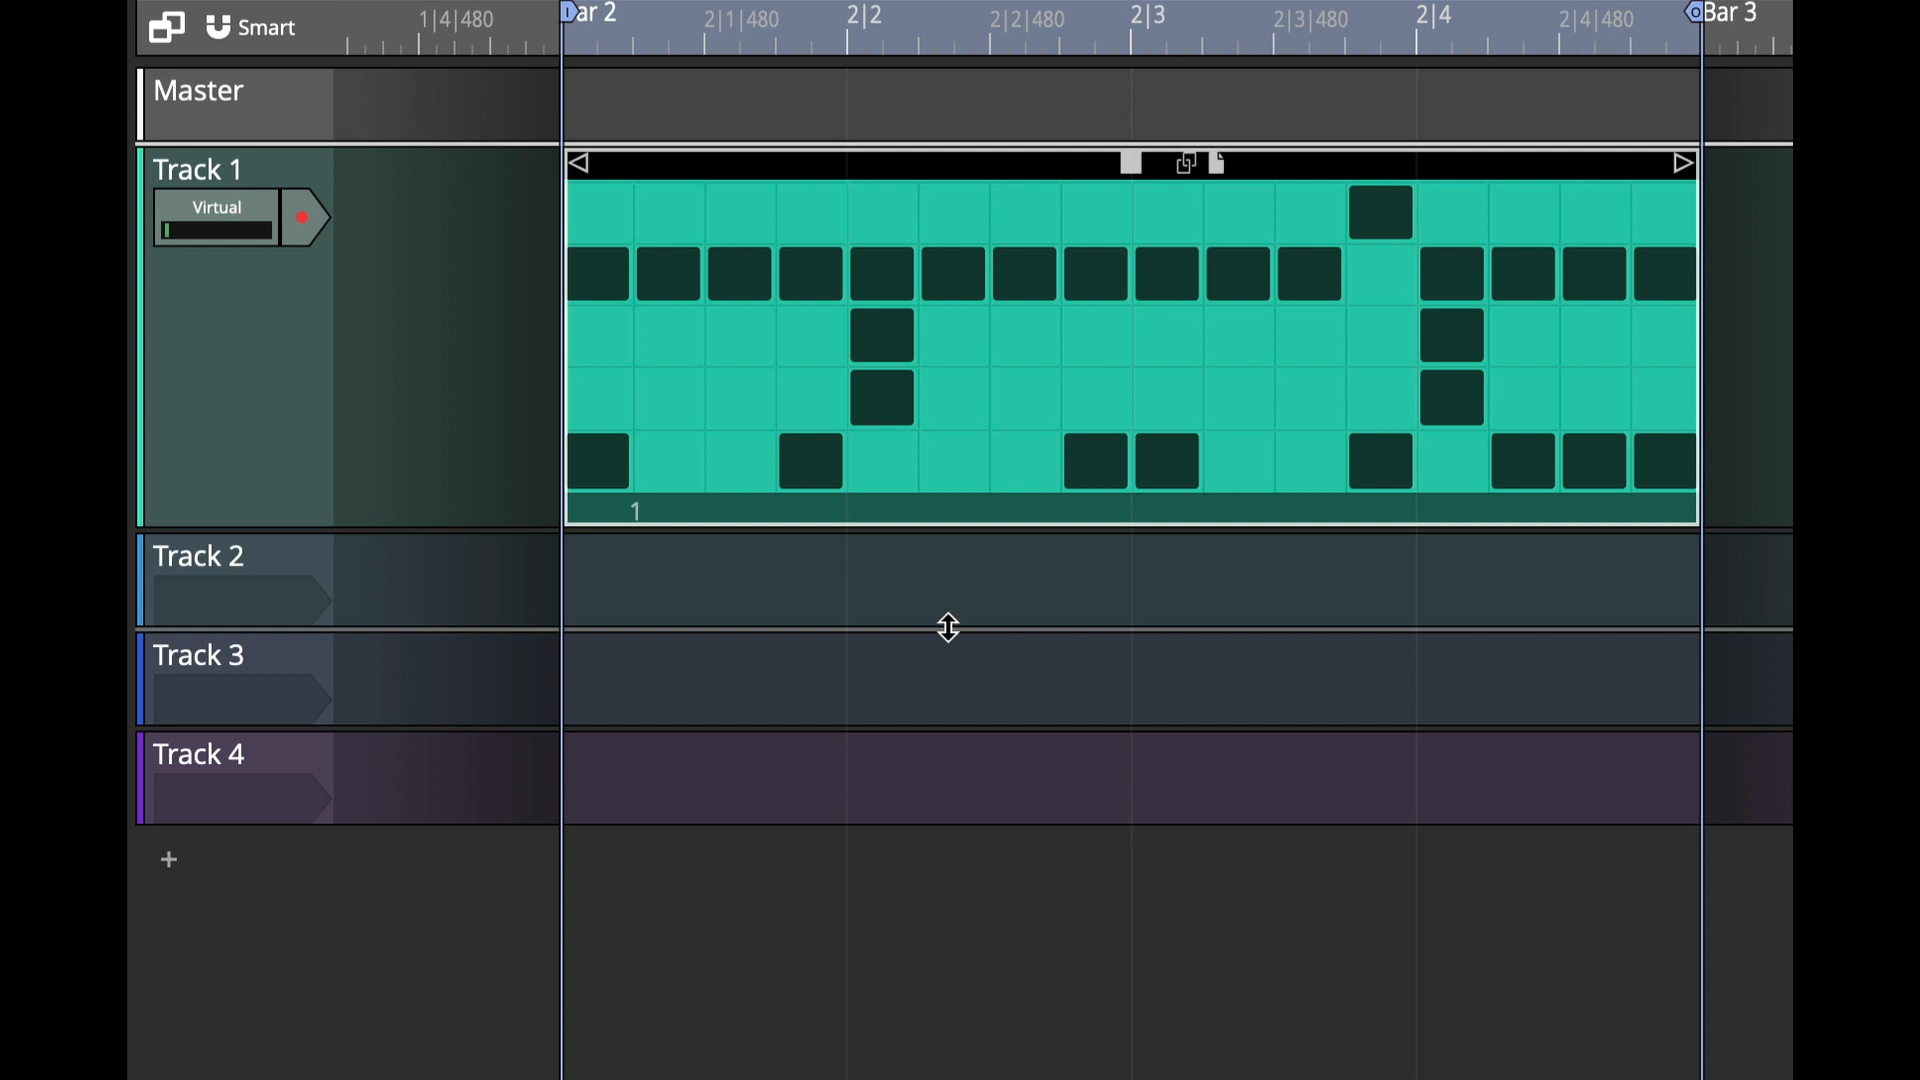 Smart
1|4|480
ar 2
2|1|480
2|2
2|2|480
2|3
2|3|480
2|4
2|4|480
Bar 3
Master
Track 1
Virtual
1
Track 2
Track 3
Track 4
+